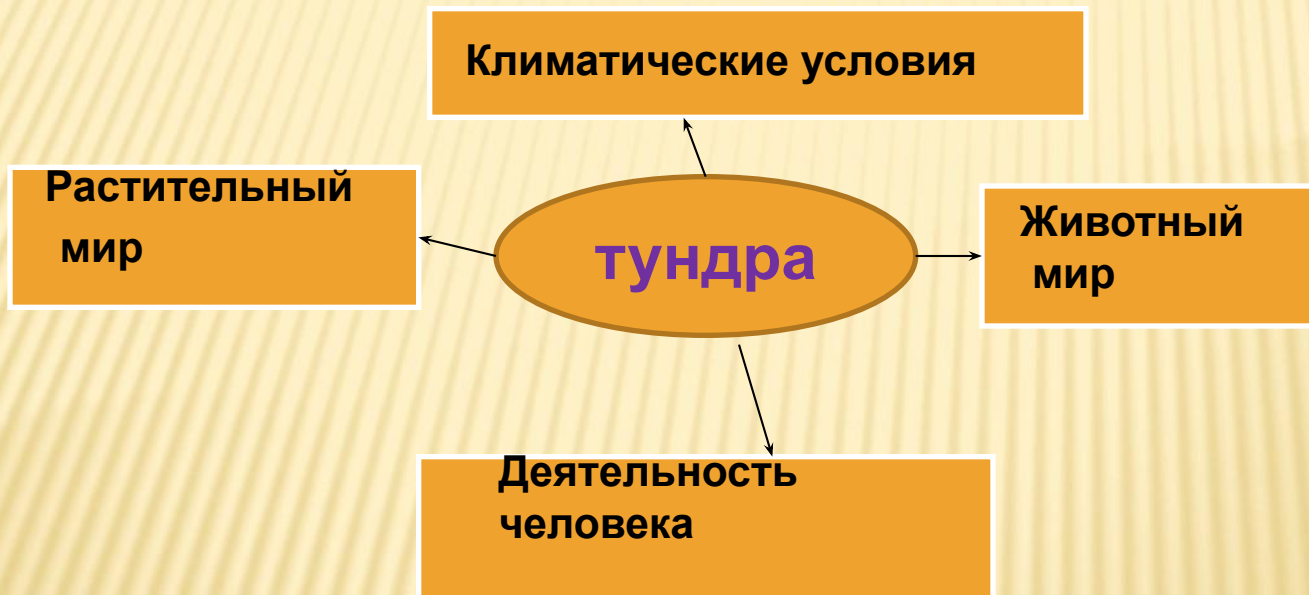 Климатические условия
Растительный
мир
тундра
Животный
мир
Деятельность
человека